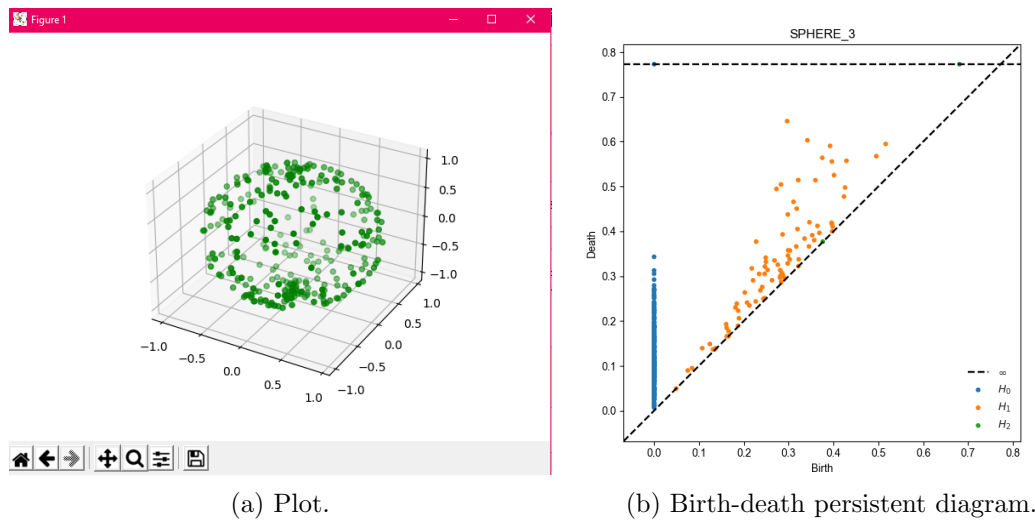 Figure 1
1.0
0.5
0.0
−0.5
−1.0
−1.0
−0.5
0.0
0.5
1.0
−1.0
−0.5
0.0
0.5
1.0
(a) Plot.
SPHERE_3
0.8
0.7
0.6
0.5
0.4
0.3
0.2
0.1
0.0
Death
0.0 0.1 0.2 0.3 0.4 0.5 0.6 0.7 0.8
Birth
∞
H₀
H₁
H₂
(b) Birth-death persistent diagram.